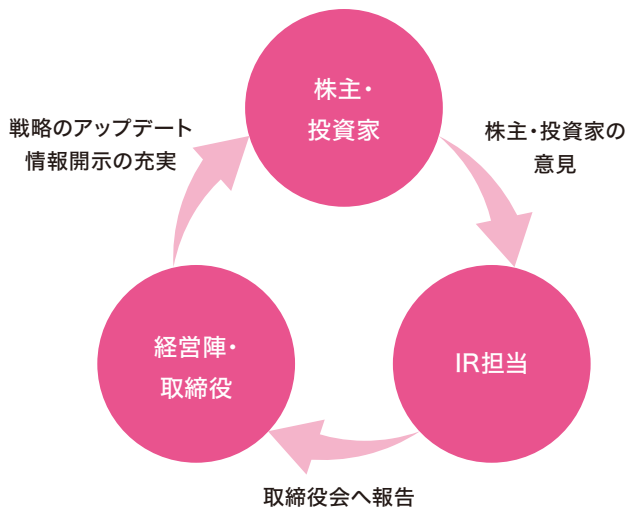 株主・
投資家
戦略のアップデート
情報開示の充実
株主・投資家の
意見
経営陣・
取締役
IR担当
取締役会へ報告